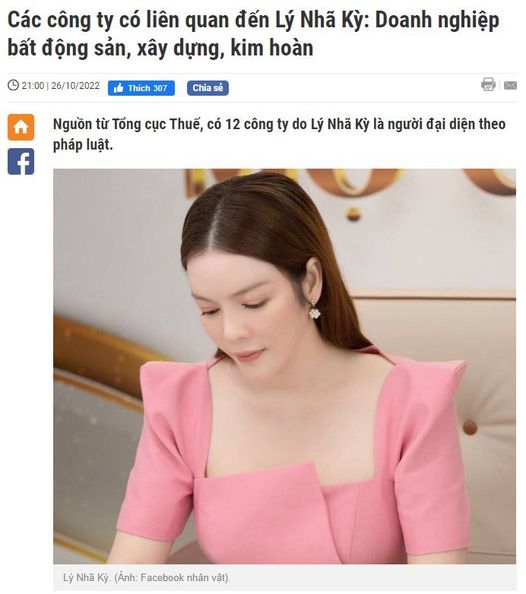 Các công ty có liên quan đến Lý Nhã Kỳ: Doanh nghiệp
bất động sản, xây dựng, kim hoàn
21:00 | 26/10/2022
Thích 307
Chia sẻ
Nguồn từ Tổng cục Thuế, có 12 công ty do Lý Nhã Kỳ là người đại diện theo
pháp luật.
Lý Nhã Kỳ. (Ảnh: Facebook nhân vật).